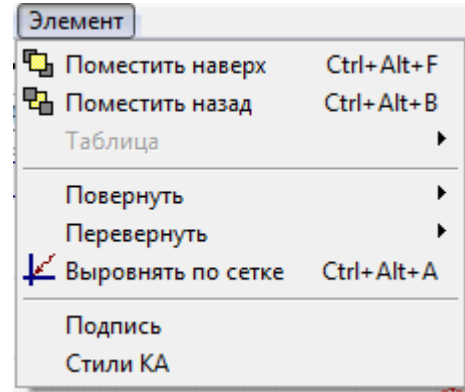 Элемент
Поместить наверх Ctrl+Alt+F
Поместить назад Ctrl+Alt+B
Таблица
Повернуть
Перевернуть
Выровнять по сетке Ctrl+Alt+A
Подпись
Стили КА